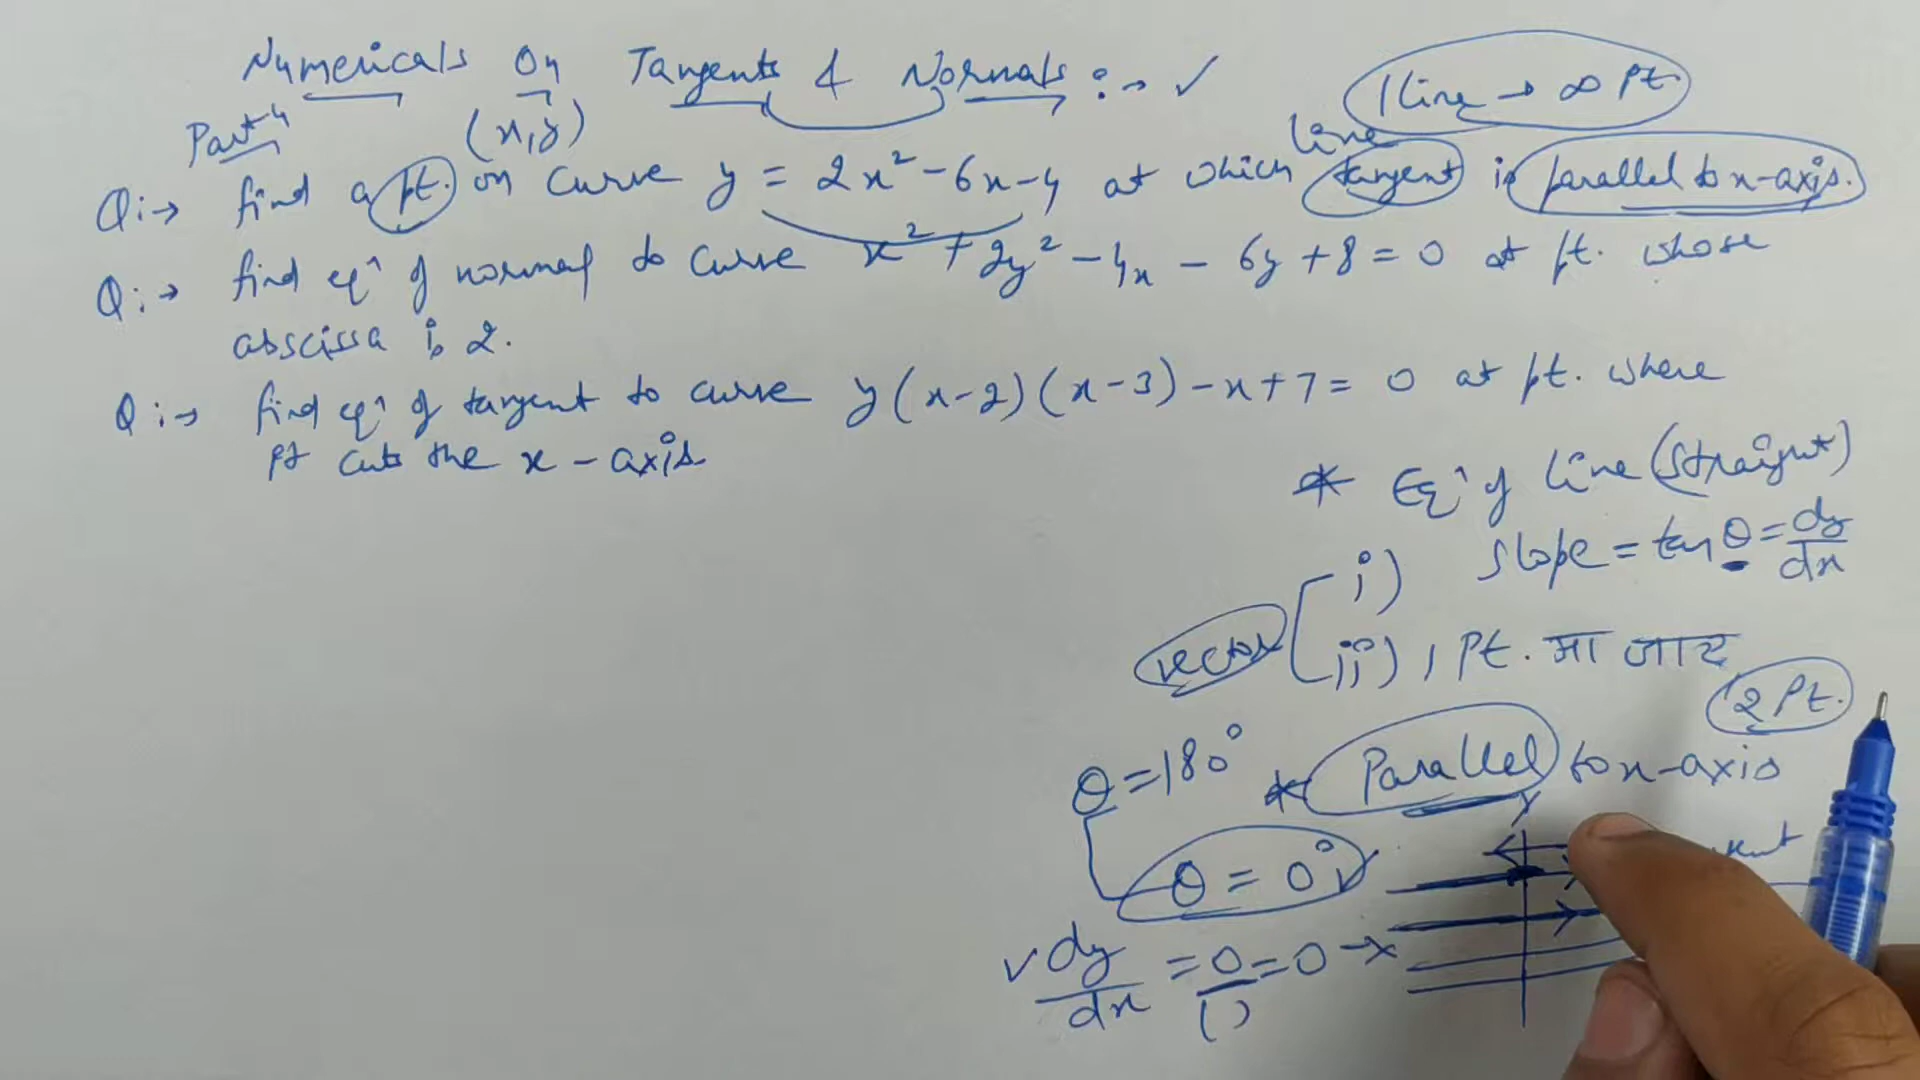 Numericals On Tangents & Normals :→ ✓
Part-4
(x,y)
1 line → ∞ pt.
line
Q:→ find a pt. on curve y = 2x² - 6x - 4 at which tangent is parallel to x-axis.
Q:→ find eqⁿ of normal to curve x² + 2y² - 4x - 6y + 8 = 0 at pt. whose
abscissa is 2.
Q:→ find eqⁿ of tangent to curve y(x-2)(x-3) - x + 7 = 0 at pt. where
it cuts the x-axis
* Eqⁿ of line (straight)
i) slope = tan θ = dy/dx
vector
ii) 1 pt. मा जाए
2 pt.
θ = 180°
* Parallel to x-axis
y
θ = 0° ✓
✓ dy/dx = 0/( ) = 0 -x